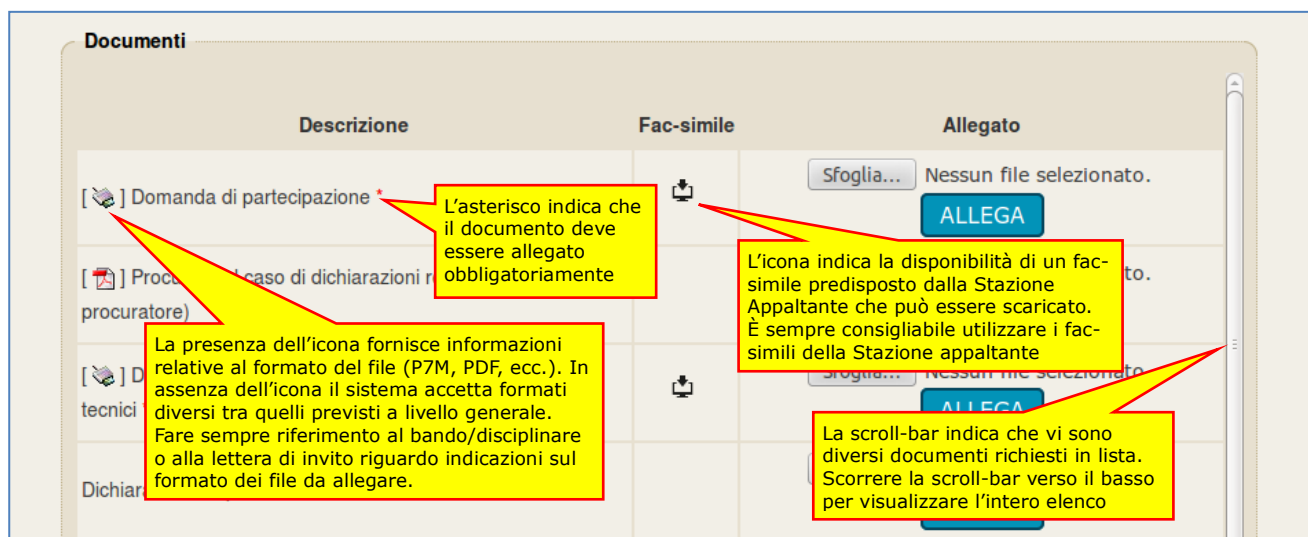 Documenti
Descrizione Fac-simile Allegato
Sfoglia... Nessun file selezionato.
[ ] Domanda di partecipazione *
ALLEGA
L’asterisco indica che
il documento deve
essere allegato
obbligatoriamente
L’icona indica la disponibilità di un fac-
simile predisposto dalla Stazione
Appaltante che può essere scaricato.
È sempre consigliabile utilizzare i fac-
simili della Stazione appaltante
[ ] caso di dichiarazioni
procuratore)
La presenza dell’icona fornisce informazioni
relative al formato del file (P7M, PDF, ecc.). In
assenza dell’icona il sistema accetta formati
diversi tra quelli previsti a livello generale.
Fare sempre riferimento al bando/disciplinare
o alla lettera di invito riguardo indicazioni sul
formato dei file da allegare.
Sfoglia... Nessun file selezionato.
tecnici
ALLEGA
La scroll-bar indica che vi sono
diversi documenti richiesti in lista.
Scorrere la scroll-bar verso il basso
per visualizzare l’intero elenco